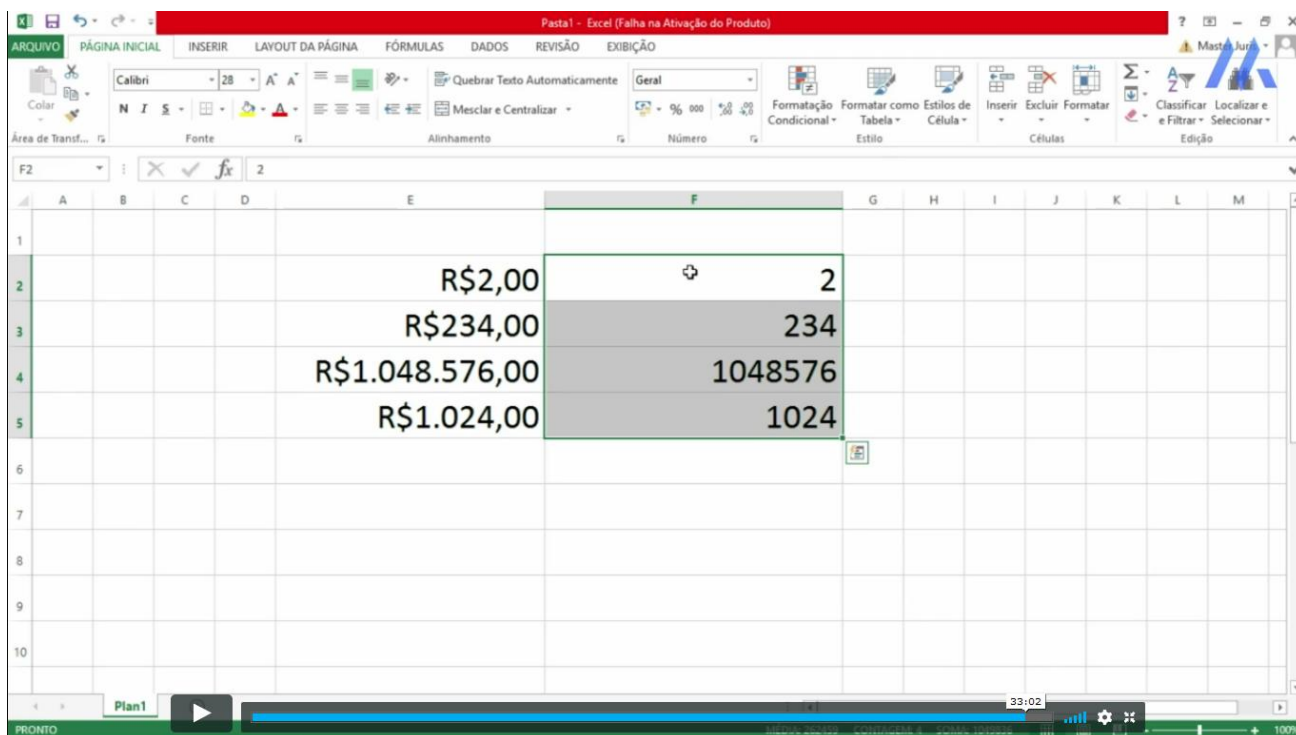 Pasta1 - Excel (Falha na Ativação do Produto)
ARQUIVO PÁGINA INICIAL INSERIR LAYOUT DA PÁGINA FÓRMULAS DADOS REVISÃO EXIBIÇÃO
Colar
Calibri 28
N I S
Quebrar Texto Automaticamente
Mesclar e Centralizar
Geral
% 000
Formatação Condicional
Formatar como Tabela
Estilos de Célula
Inserir Excluir Formatar
Classificar e Filtrar
Localizar e Selecionar
Área de Transf... Fonte Alinhamento Número Estilo Células Edição
F2 fx 2
A B C D E F G H I J K L M
1
2 R$2,00 2
3 R$234,00 234
4 R$1.048.576,00 1048576
5 R$1.024,00 1024
6
7
8
9
10
Plan1
33:02
PRONTO
100%